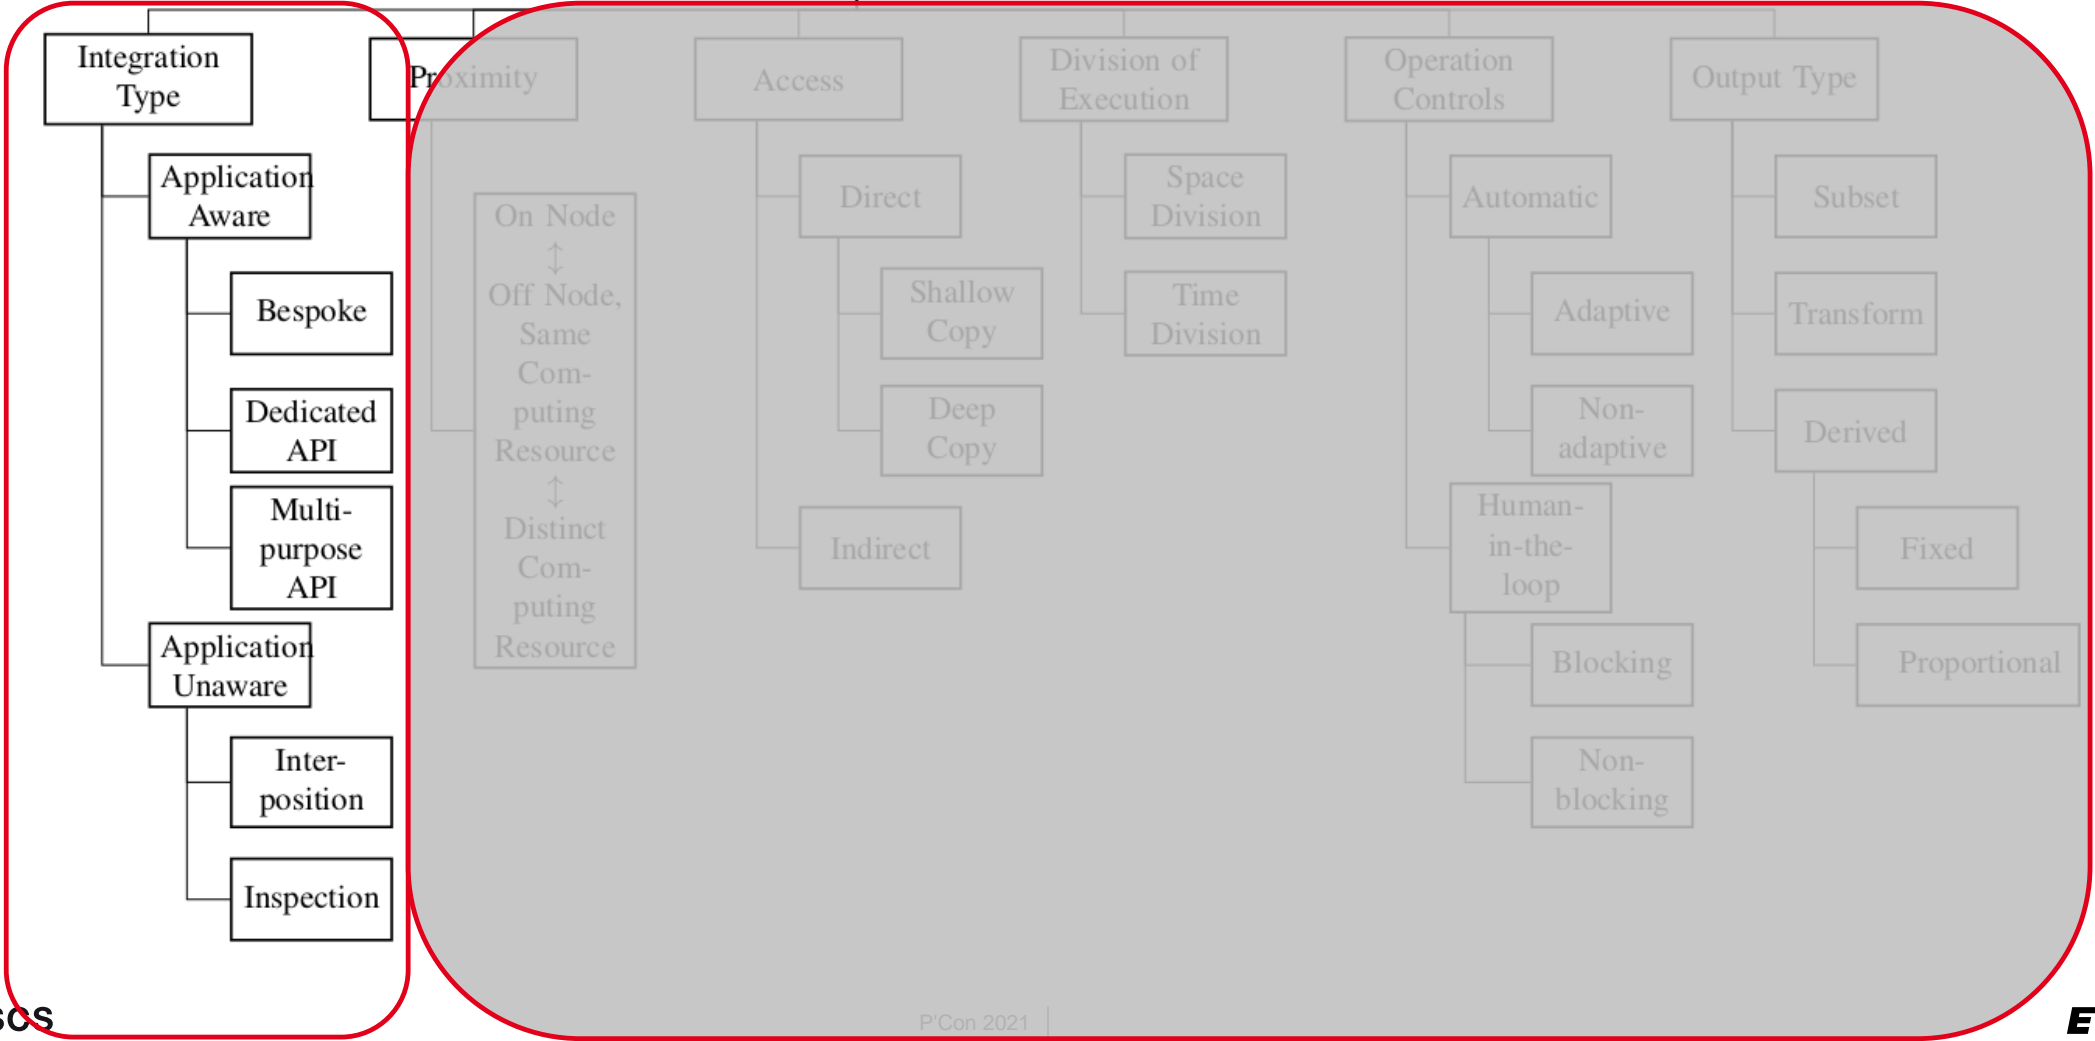 Integration
Type
Application
Aware
Bespoke
Dedicated
API
Multi-
purpose
API
Application
Unaware
Inter-
position
Inspection
Proximity
On Node
↕
Off Node,
Same
Com-
puting
Resource
↕
Distinct
Com-
puting
Resource
Access
Direct
Shallow
Copy
Deep
Copy
Indirect
Division of
Execution
Space
Division
Time
Division
Operation
Controls
Automatic
Adaptive
Non-
adaptive
Human-
in-the-
loop
Blocking
Non-
blocking
Output Type
Subset
Transform
Derived
Fixed
Proportional
scs
P'Con 2021
E